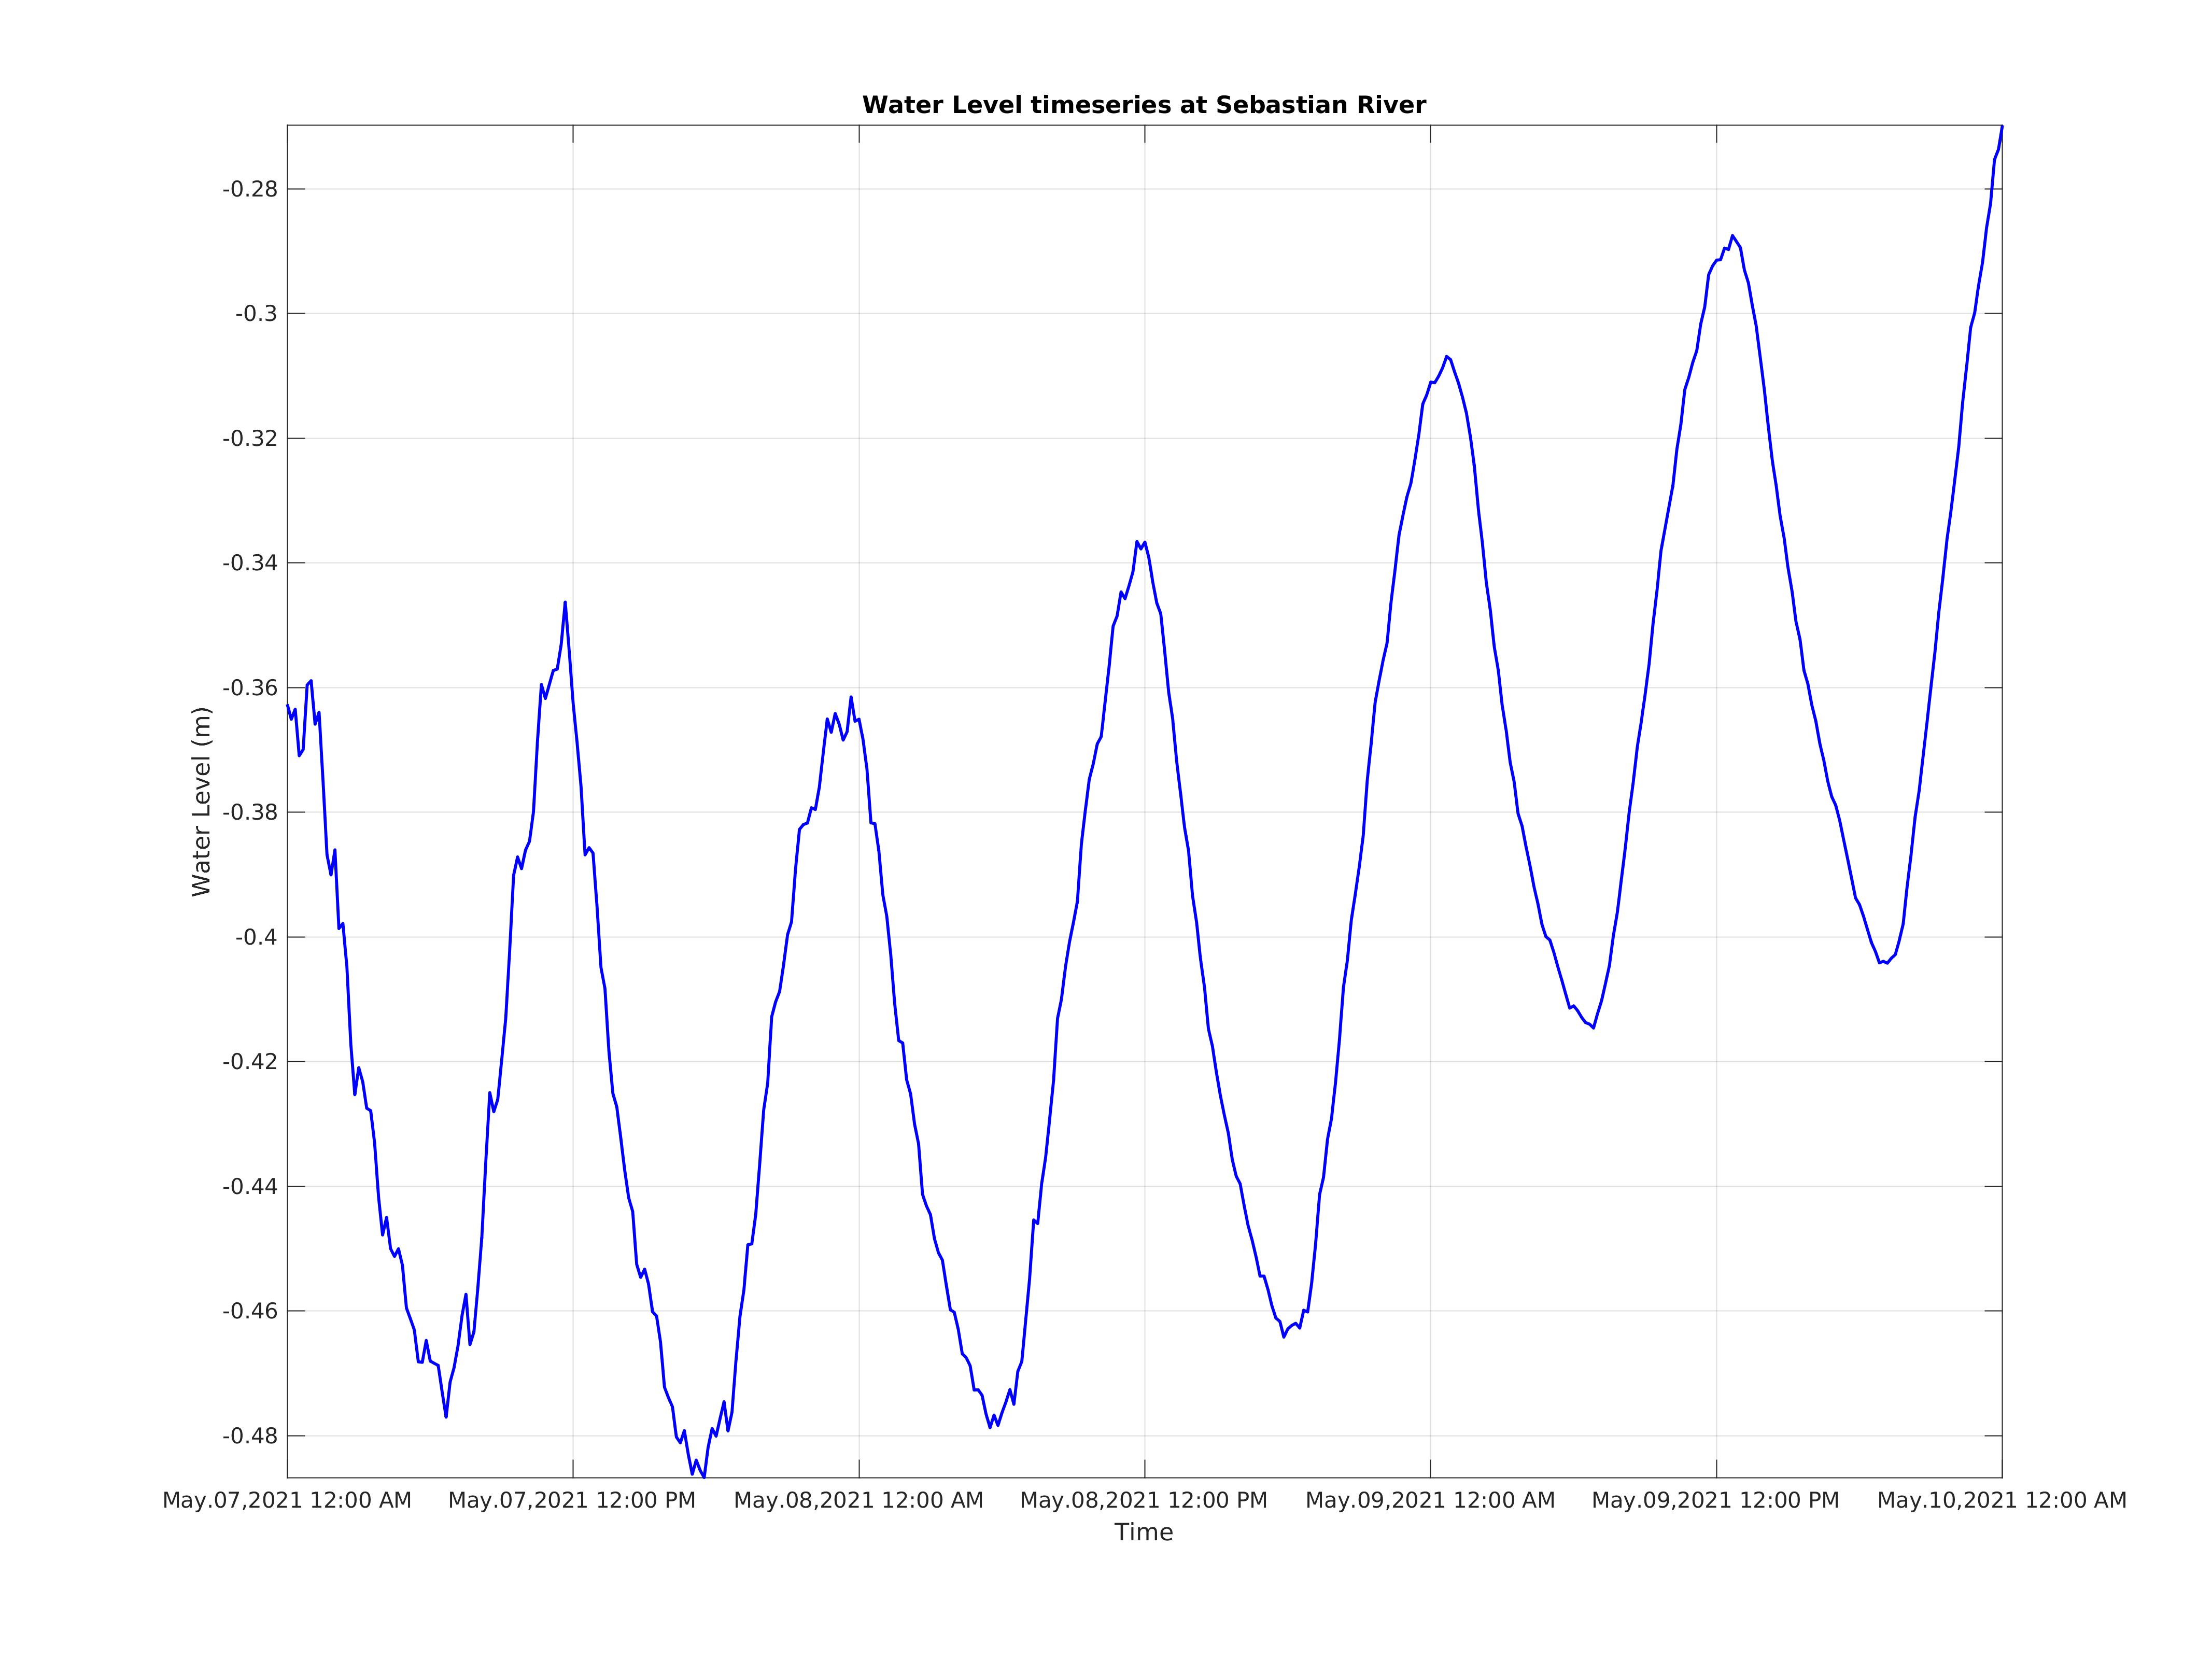 Water Level timeseries at Sebastian River
-0.28
-0.3
-0.32
-0.34
-0.36
-0.38
-0.4
-0.42
-0.44
-0.46
-0.48
Water Level (m)
May.07,2021 12:00 AM May.07,2021 12:00 PM May.08,2021 12:00 AM May.08,2021 12:00 PM May.09,2021 12:00 AM May.09,2021 12:00 PM May.10,2021 12:00 AM
Time